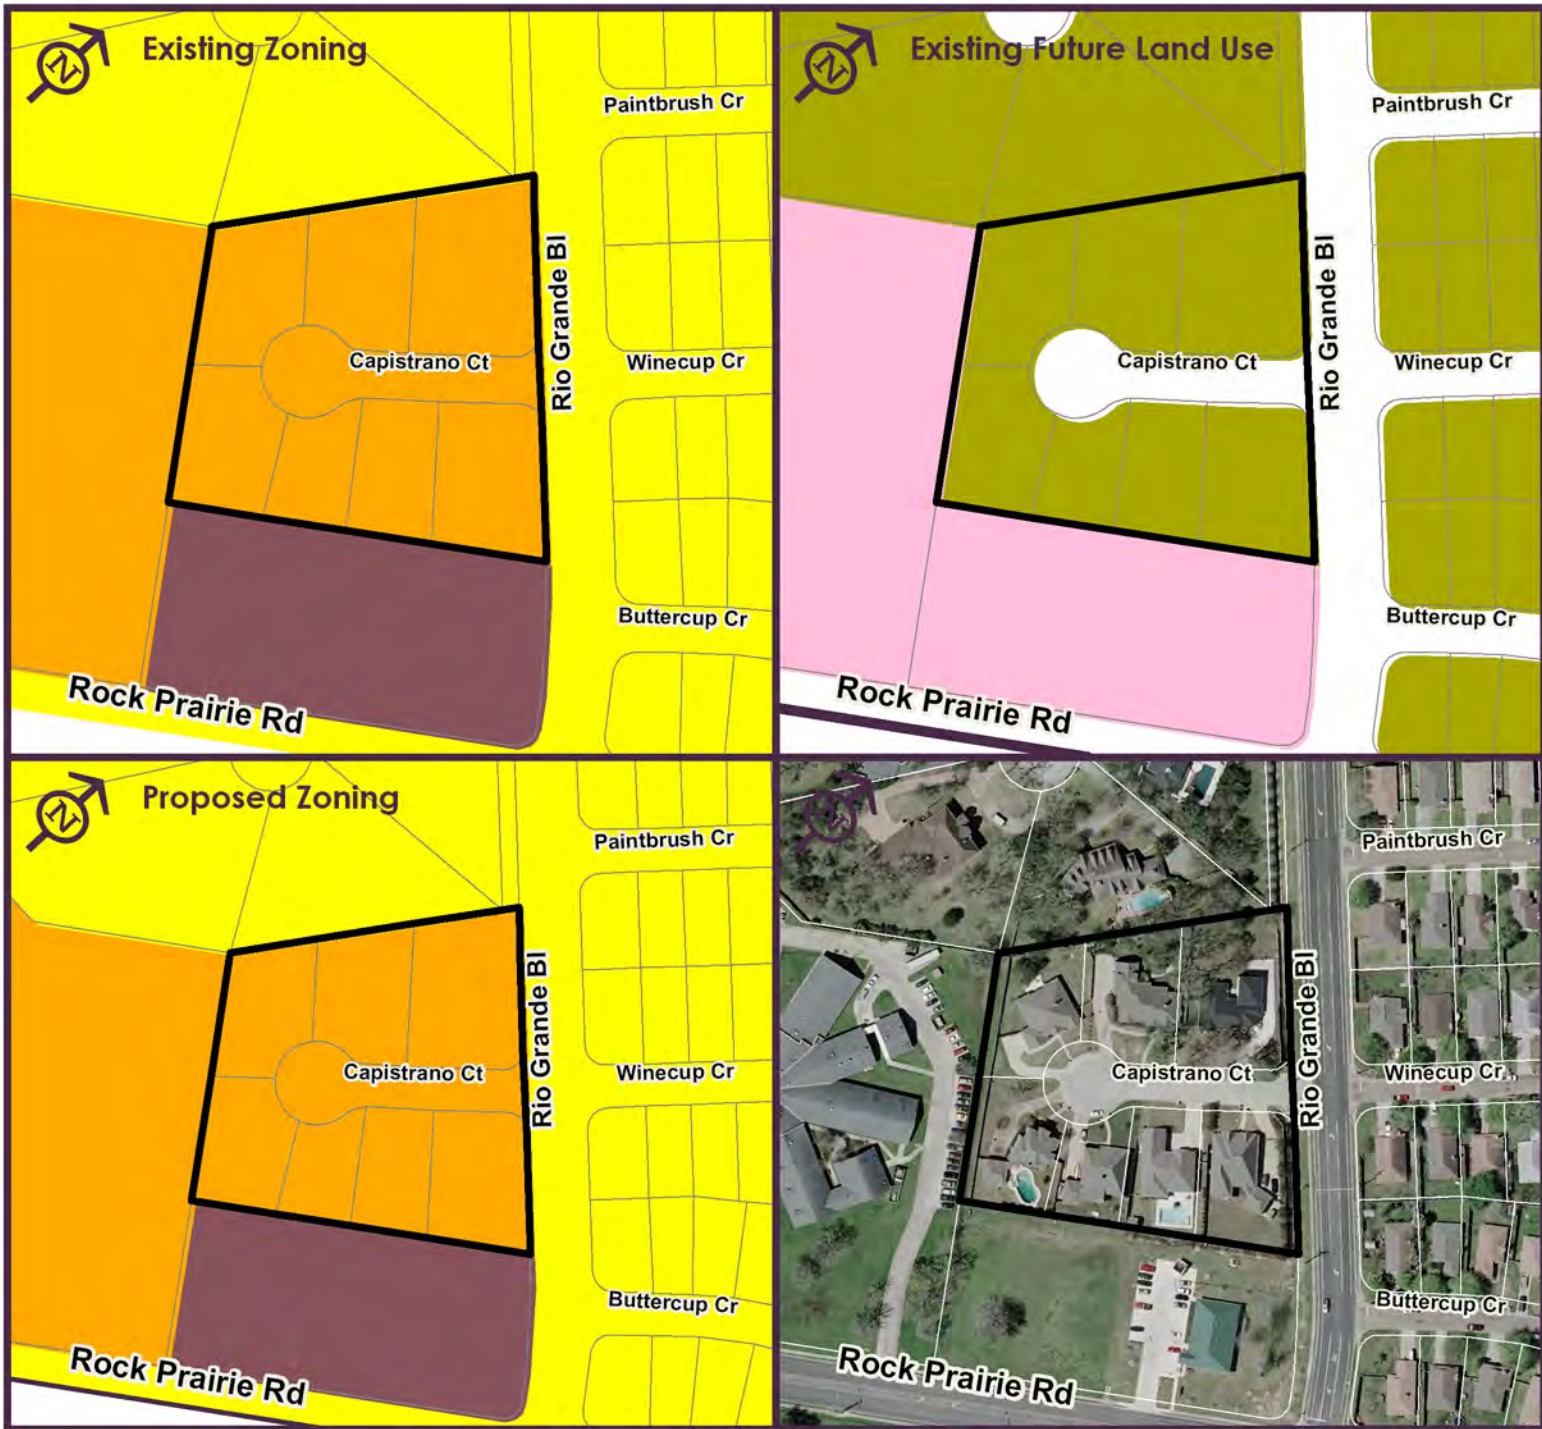 N
Existing Zoning
Paintbrush Cr
Rio Grande Bl
Capistrano Ct
Winecup Cr
Buttercup Cr
Rock Prairie Rd
N
Existing Future Land Use
Paintbrush Cr
Rio Grande Bl
Capistrano Ct
Winecup Cr
Buttercup Cr
Rock Prairie Rd
N
Proposed Zoning
Paintbrush Cr
Rio Grande Bl
Capistrano Ct
Winecup Cr
Buttercup Cr
Rock Prairie Rd
N
Paintbrush Cr
Rio Grande Bl
Capistrano Ct
Winecup Cr
Buttercup Cr
Rock Prairie Rd